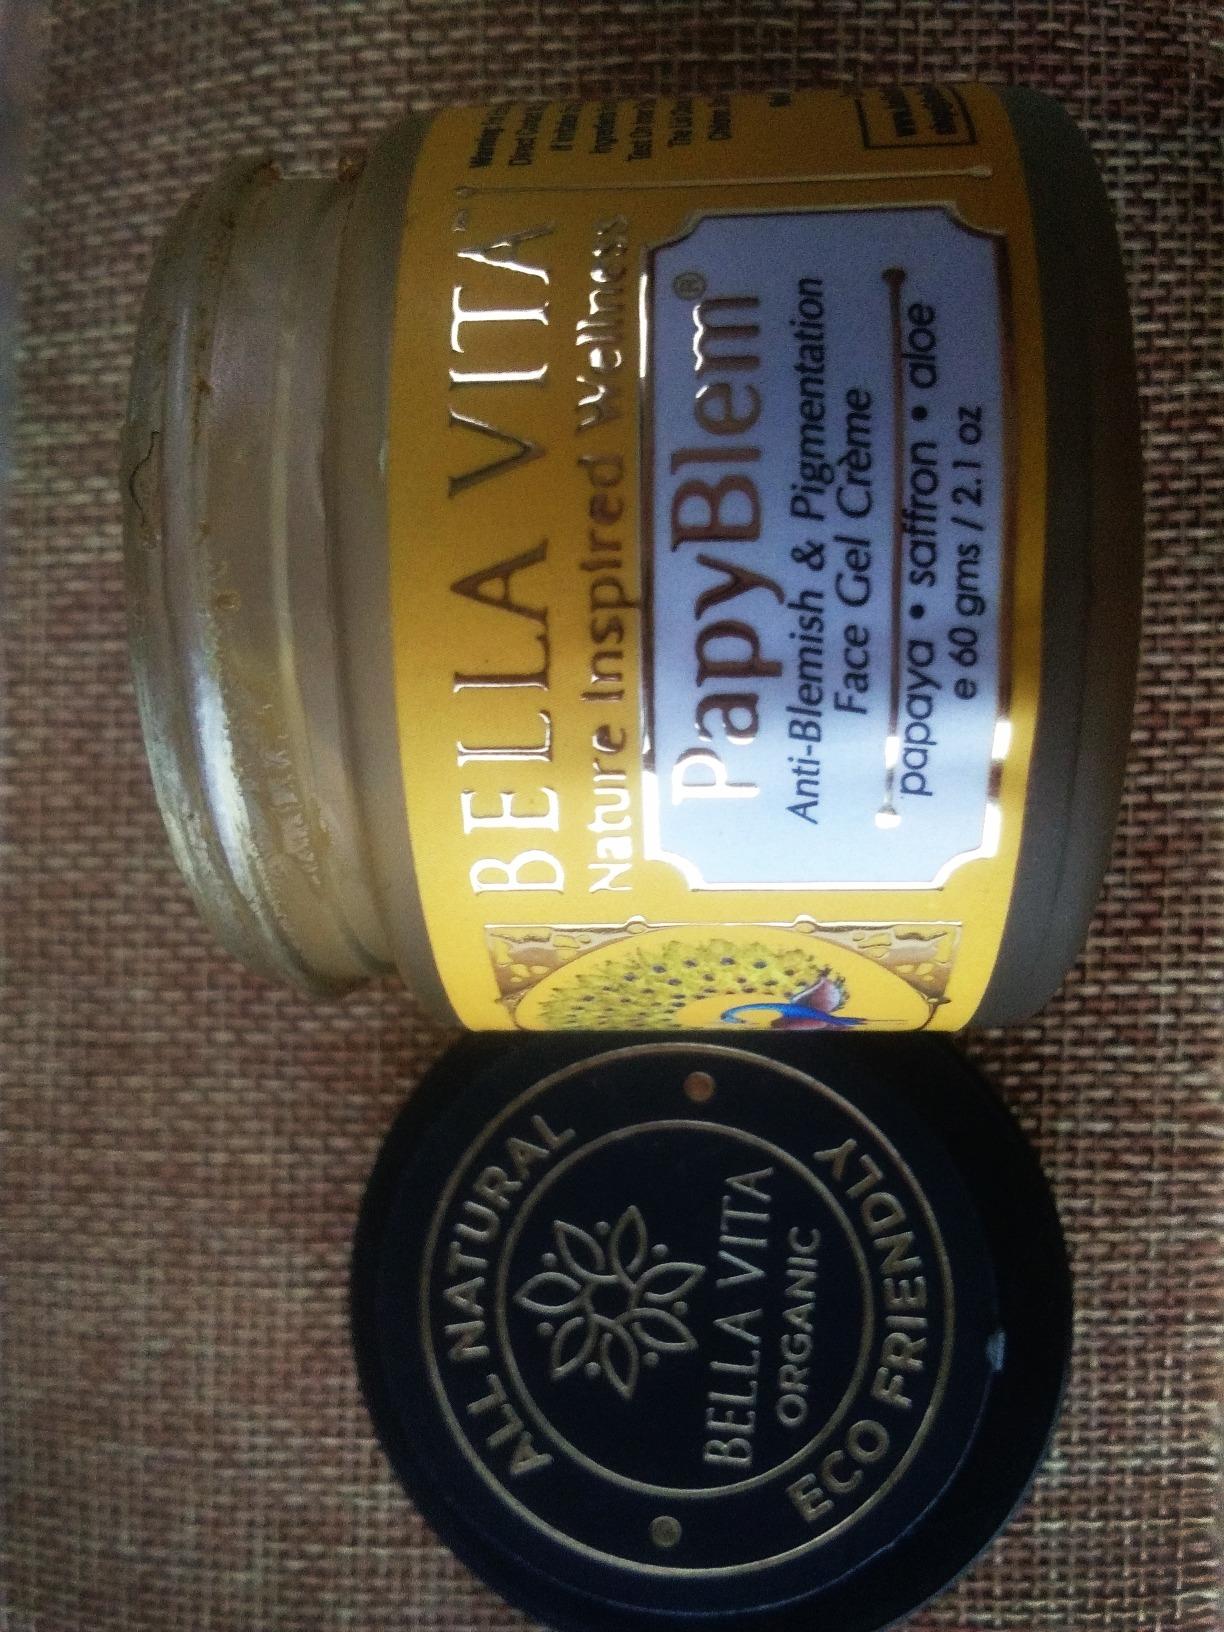 BELLA VITA
Nature Inspired Wellness
PapyBlem®
Anti-Blemish & Pigmentation
Face Gel Crème
papaya • saffron • aloe
e 60 gms / 2.1 oz
ALL NATURAL
BELLA VITA
ORGANIC
ECO FRIENDLY